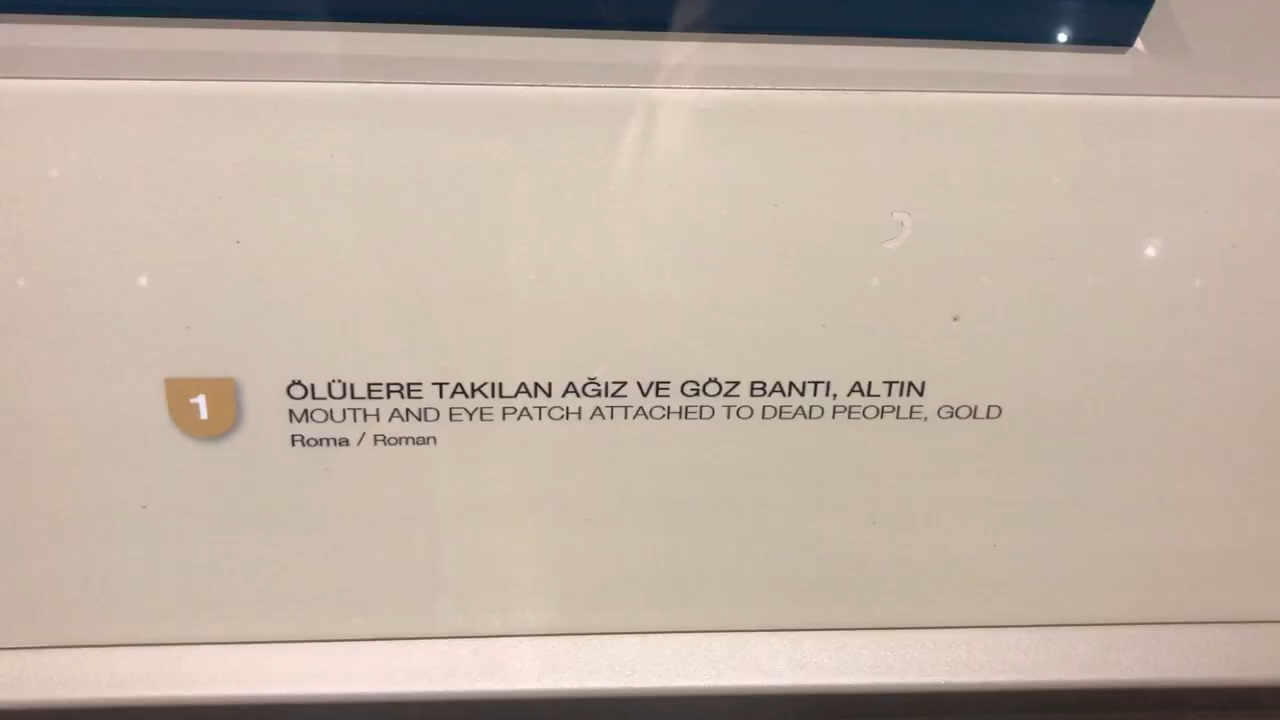 1
ÖLÜLERE TAKILAN AĞIZ VE GÖZ BANTI, ALTIN
MOUTH AND EYE PATCH ATTACHED TO DEAD PEOPLE, GOLD
Roma / Roman